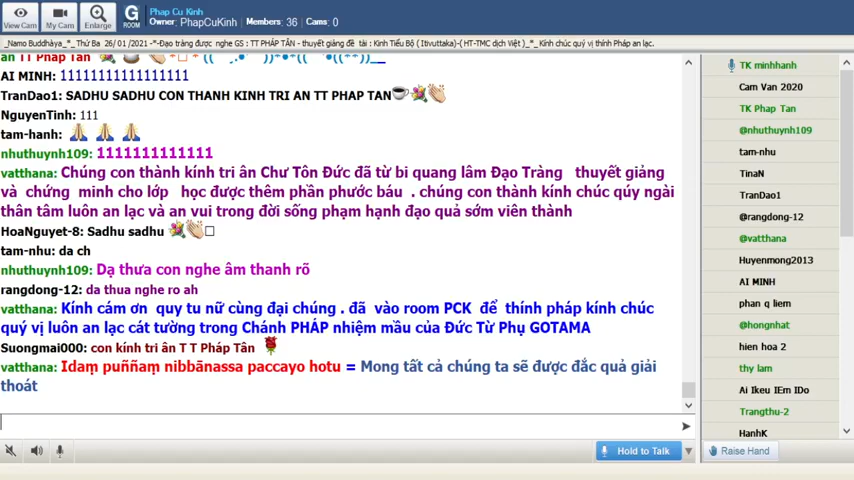 Phap Cu Kinh
Owner: PhapCuKinh Members: 36 Cams: 0
View Cam
My Cam
Enlarge
G
ROOM
_Namo Buddhàya_*_ Thứ Ba 26/ 01 /2021 -*-Đạo tràng được nghe GS : TT PHÁP TÂN - thuyết giảng đề tài : Kinh Tiểu Bộ ( Itivuttaka)-( HT-TMC dịch Việt )_*_ Kính chúc quý vị thính Pháp an lạc.
AI MINH: 11111111111111111
TranDao1: SADHU SADHU CON THANH KINH TRI AN TT PHAP TAN
NguyenTinh: 111
tam-hanh:
nhuthuynh109: 1111111111111
vatthana: Chúng con thành kính tri ân Chư Tôn Đức đã từ bi quang lâm Đạo Tràng thuyết giảng
và chứng minh cho lớp học được thêm phần phước báu . chúng con thành kính chúc qúy ngài
thân tâm luôn an lạc và an vui trong đời sống phạm hạnh đạo quả sớm viên thành
HoaNguyet-8: Sadhu sadhu
tam-nhu: da ch
nhuthuynh109: Dạ thưa con nghe âm thanh rõ
rangdong-12: da thua nghe ro ah
vatthana: Kính cám ơn quy tu nữ cùng đại chúng . đã vào room PCK để thính pháp kính chúc
quý vị luôn an lạc cát tường trong Chánh PHÁP nhiệm mầu của Đức Từ Phụ GOTAMA
Suongmai000: con kính tri ân T T Pháp Tân
vatthana: Idaṃ puññaṃ nibbānassa paccayo hotu = Mong tất cả chúng ta sẽ được đắc quả giải
thoát
Hold to Talk
TK minhhanh
Cam Van 2020
TK Phap Tan
@nhuthuynh109
tam-nhu
TinaN
TranDao1
@rangdong-12
@vatthana
Huyenmong2013
AI MINH
phan q liem
@hongnhat
hien hoa 2
thy lam
Ai Ikeu IEm IDo
Trangthu-2
HanhK
Raise Hand